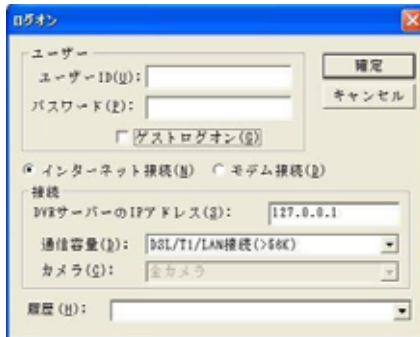 ログオン
ユーザー
ユーザーID(U):
パスワード(P):
ゲストログオン(G)
確定
キャンセル
インターネット接続(N) モデム接続(D)
接続
DVRサーバーのIPアドレス(S): 127.0.0.1
通信容量(D): DSL/T1/LAN接続(>56K)
カメラ(C): 全カメラ
履歴(H):